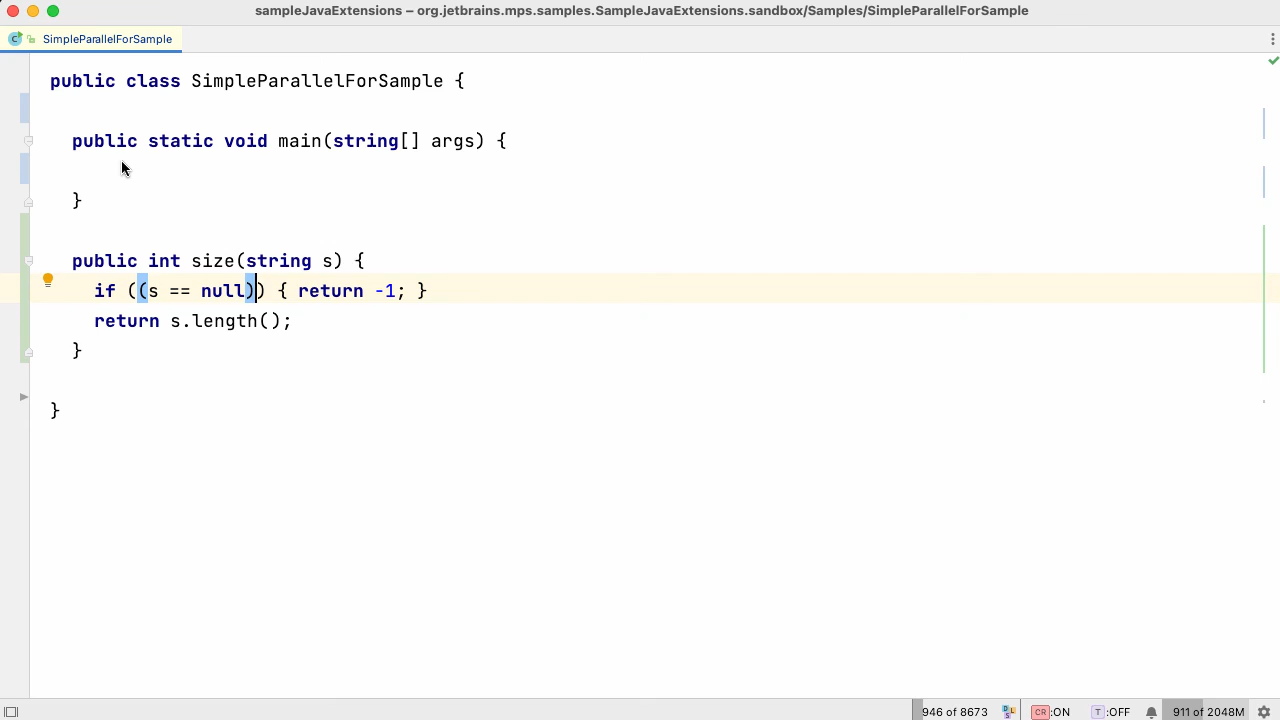 sampleJavaExtensions – org.jetbrains.mps.samples.SampleJavaExtensions.sandbox/Samples/SimpleParallelForSample
SimpleParallelForSample
public class SimpleParallelForSample {
public static void main(string[] args) {
}
public int size(string s) {
if ((s == null)) { return -1; }
return s.length();
}
}
946 of 8673 CR:ON T:OFF 911 of 2048M